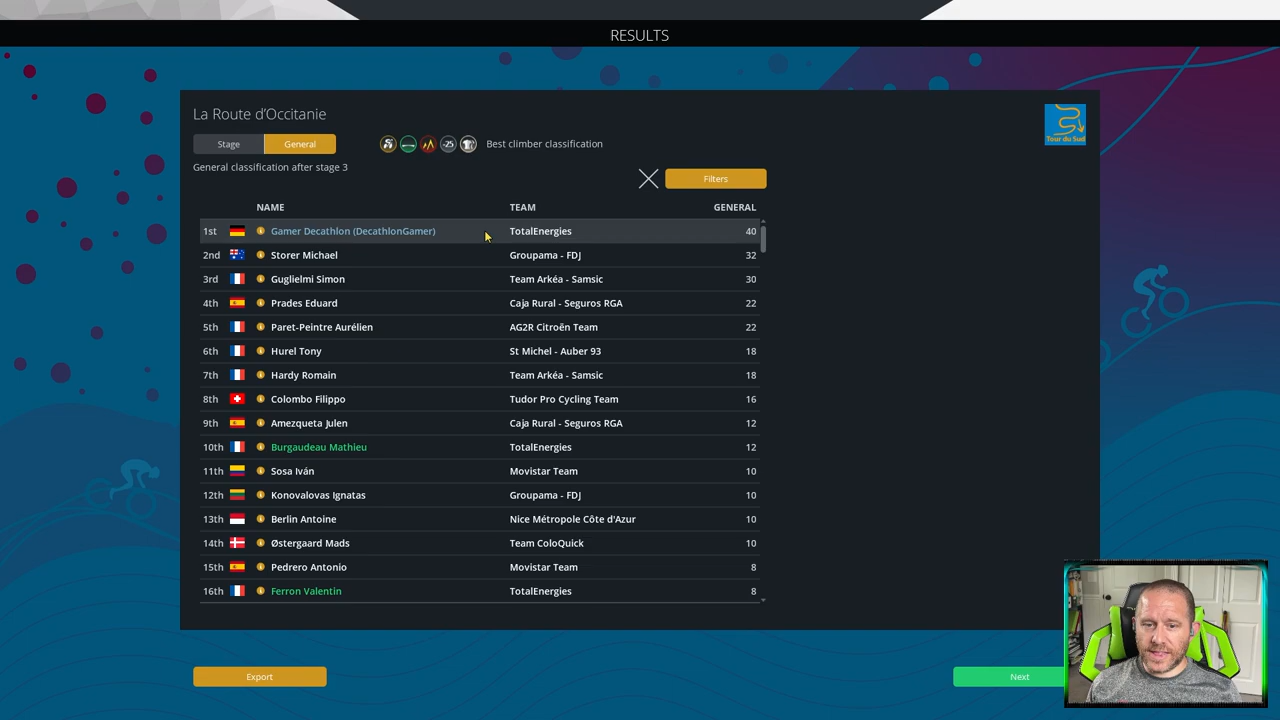 RESULTS
La Route d'Occitanie
Tour du Sud
Stage General -25 Best climber classification
General classification after stage 3
Filters
NAME TEAM GENERAL
1st Gamer Decathlon (DecathlonGamer) TotalEnergies 40
2nd Storer Michael Groupama - FDJ 32
3rd Guglielmi Simon Team Arkéa - Samsic 30
4th Prades Eduard Caja Rural - Seguros RGA 22
5th Paret-Peintre Aurélien AG2R Citroën Team 22
6th Hurel Tony St Michel - Auber 93 18
7th Hardy Romain Team Arkéa - Samsic 18
8th Colombo Filippo Tudor Pro Cycling Team 16
9th Amezqueta Julen Caja Rural - Seguros RGA 12
10th Burgaudeau Mathieu TotalEnergies 12
11th Sosa Iván Movistar Team 10
12th Konovalovas Ignatas Groupama - FDJ 10
13th Berlin Antoine Nice Métropole Côte d'Azur 10
14th Østergaard Mads Team ColoQuick 10
15th Pedrero Antonio Movistar Team 8
16th Ferron Valentin TotalEnergies 8
Export Next